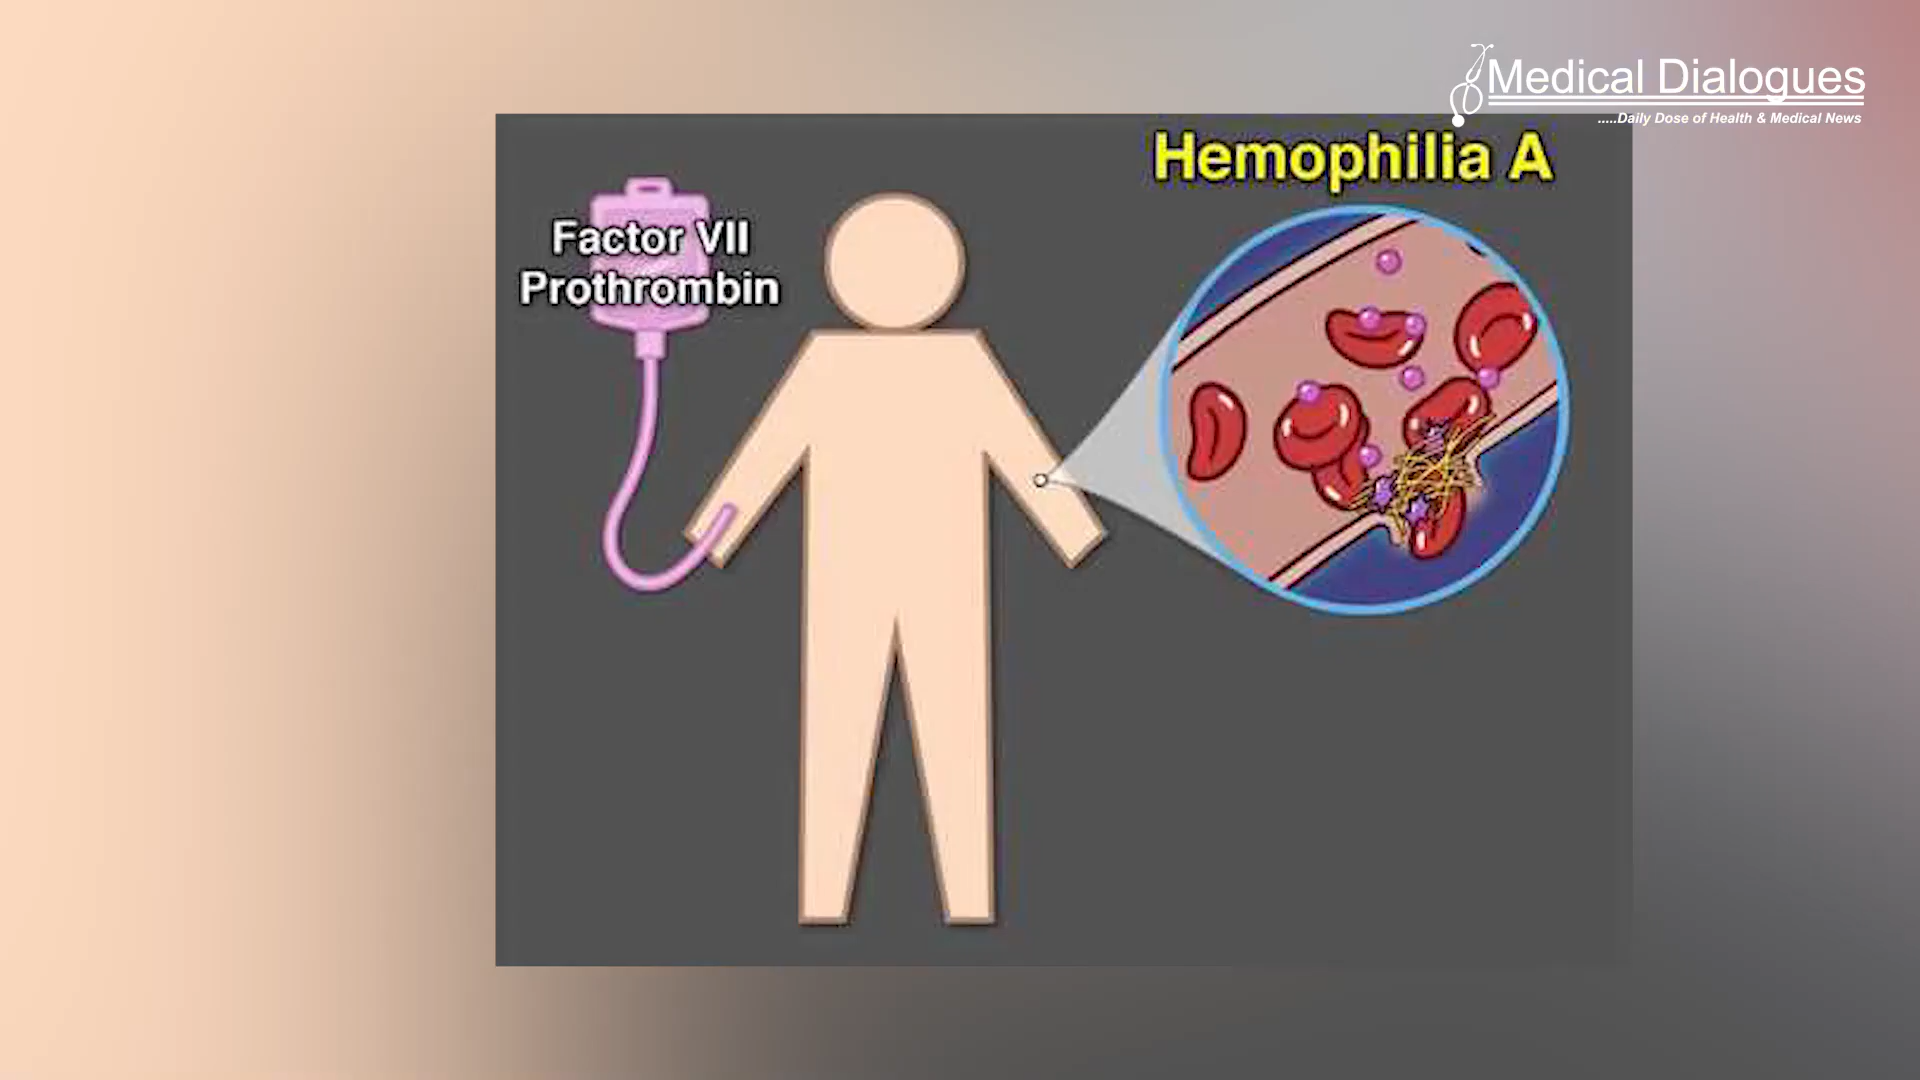 Medical Dialogues
.....Daily Dose of Health & Medical News
Hemophilia A
Factor VII
Prothrombin